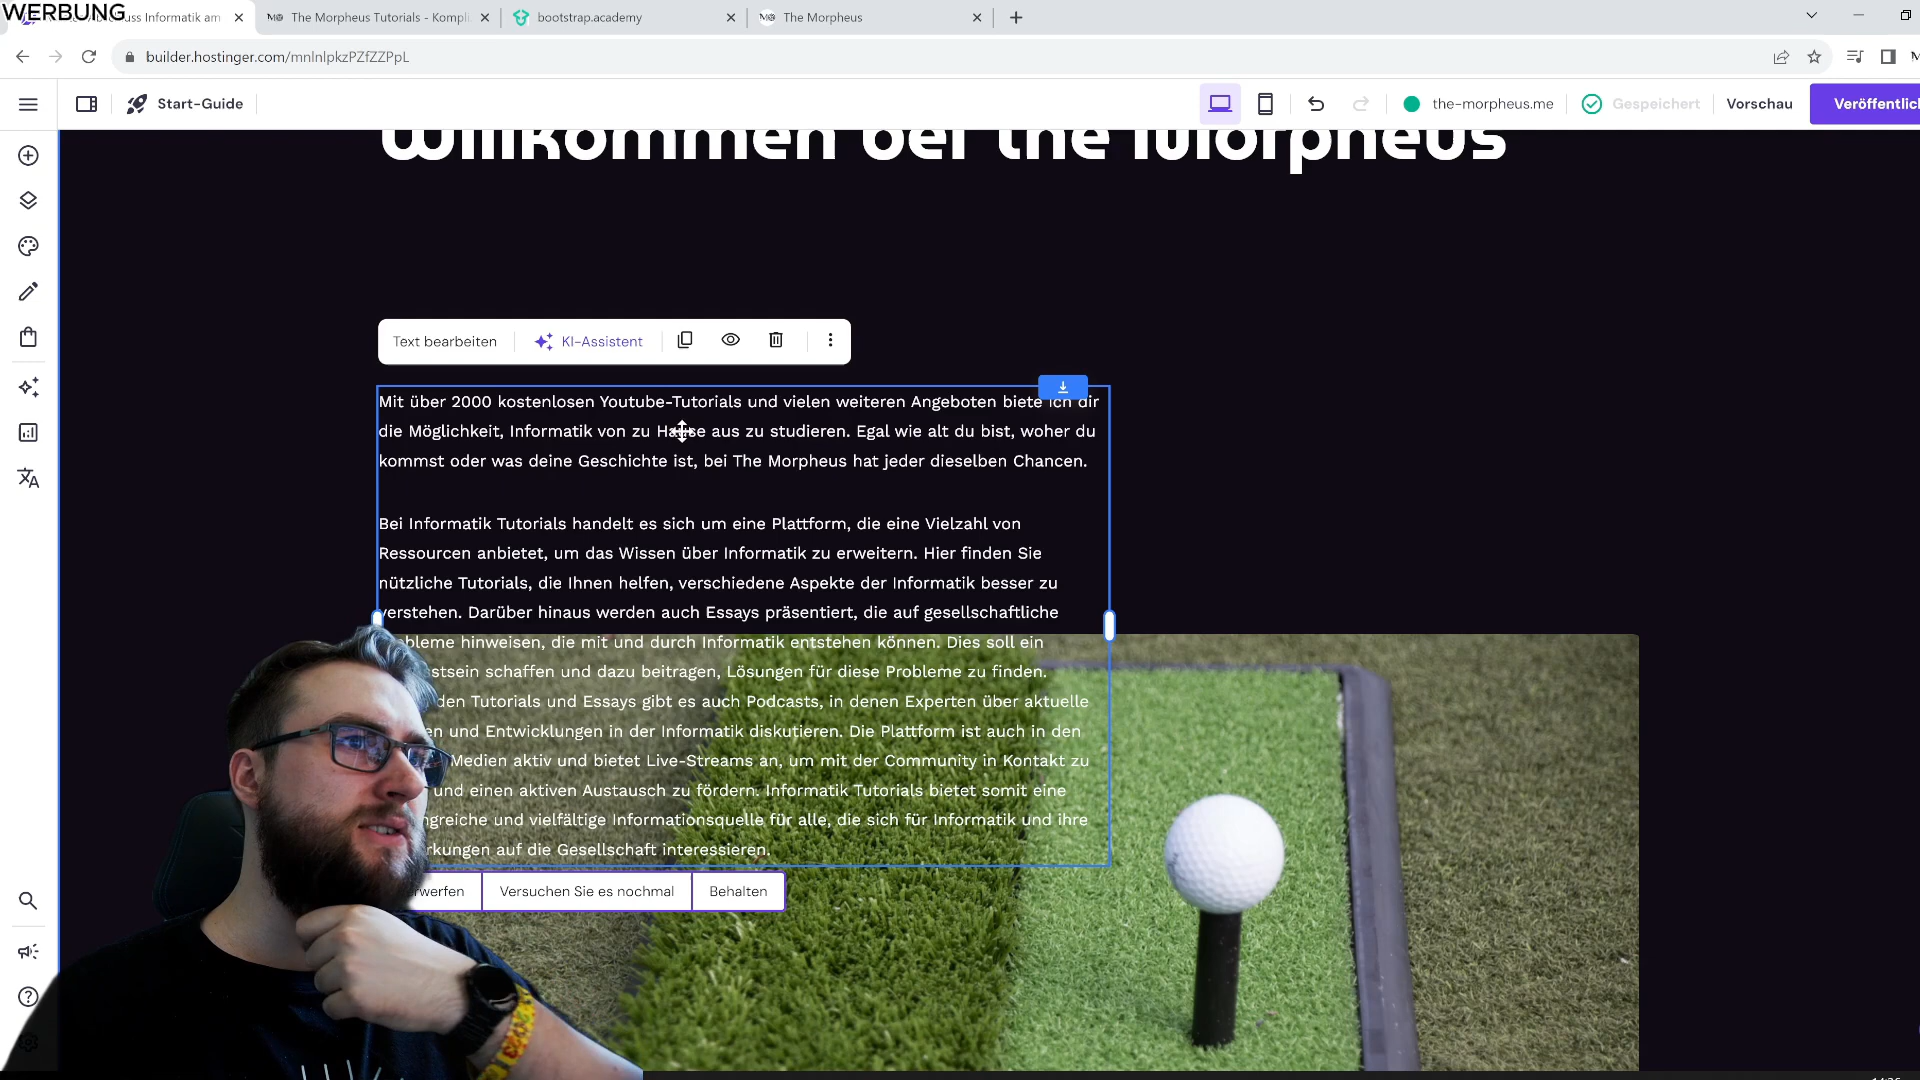 WERBUNG
uss Informatik am
The Morpheus Tutorials - Kompl
bootstrap.academy
The Morpheus
builder.hostinger.com/mnlnlpkzPZfZZPpL
Start-Guide
the-morpheus.me
Gespeichert
Vorschau
Veröffentlic
Willkommen bei the Morpheus
Text bearbeiten
KI-Assistent
Mit über 2000 kostenlosen Youtube-Tutorials und vielen weiteren Angeboten biete ich dir
die Möglichkeit, Informatik von zu Hause aus zu studieren. Egal wie alt du bist, woher du
kommst oder was deine Geschichte ist, bei The Morpheus hat jeder dieselben Chancen.
Bei Informatik Tutorials handelt es sich um eine Plattform, die eine Vielzahl von
Ressourcen anbietet, um das Wissen über Informatik zu erweitern. Hier finden Sie
nützliche Tutorials, die Ihnen helfen, verschiedene Aspekte der Informatik besser zu
verstehen. Darüber hinaus werden auch Essays präsentiert, die auf gesellschaftliche
bleme hinweisen, die mit und durch Informatik entstehen können. Dies soll ein
stsein schaffen und dazu beitragen, Lösungen für diese Probleme zu finden.
den Tutorials und Essays gibt es auch Podcasts, in denen Experten über aktuelle
en und Entwicklungen in der Informatik diskutieren. Die Plattform ist auch in den
Medien aktiv und bietet Live-Streams an, um mit der Community in Kontakt zu
und einen aktiven Austausch zu fördern. Informatik Tutorials bietet somit eine
ngreiche und vielfältige Informationsquelle für alle, die sich für Informatik und ihre
rkungen auf die Gesellschaft interessieren.
rwerfen
Versuchen Sie es nochmal
Behalten